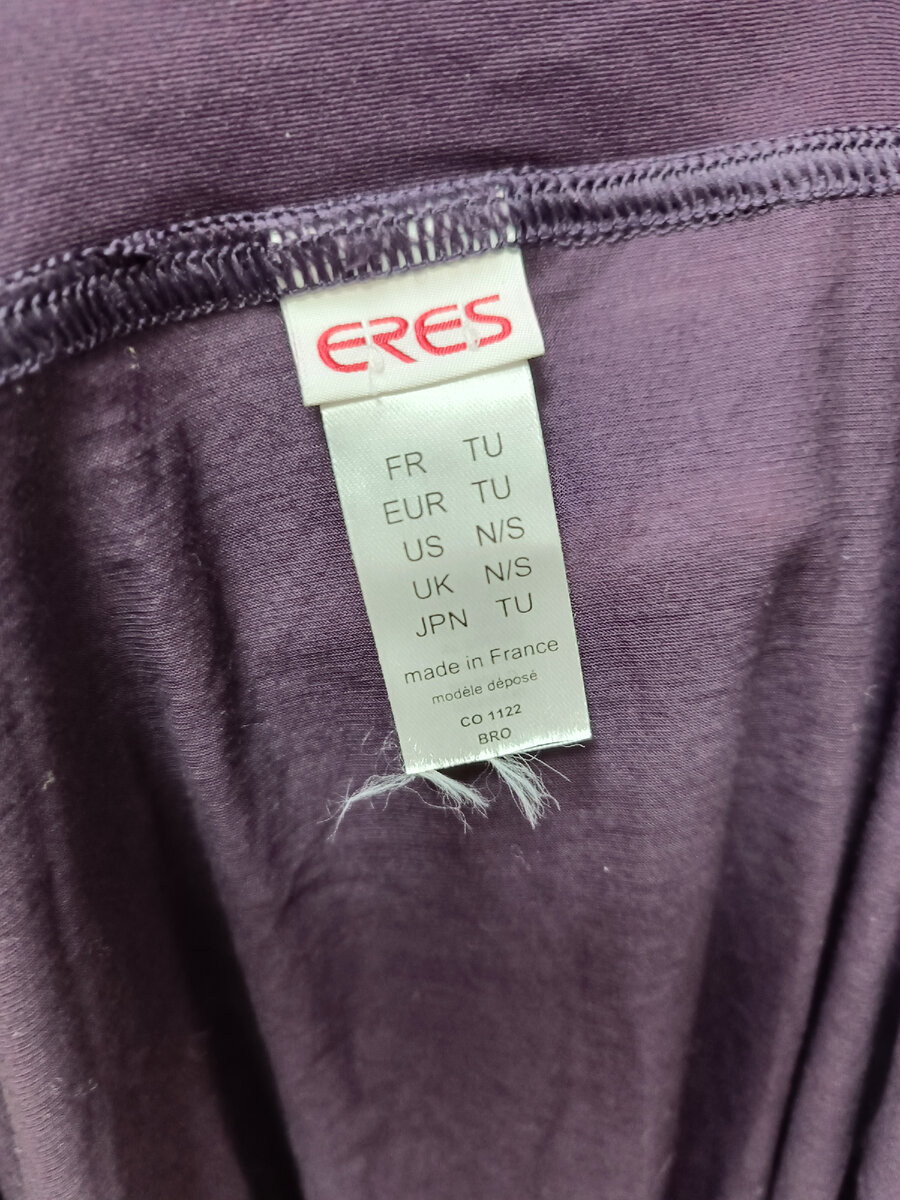 ERES
FR TU
EUR TU
US N/S
UK N/S
JPN TU
made in France
modèle déposé
CO 1122
BRO